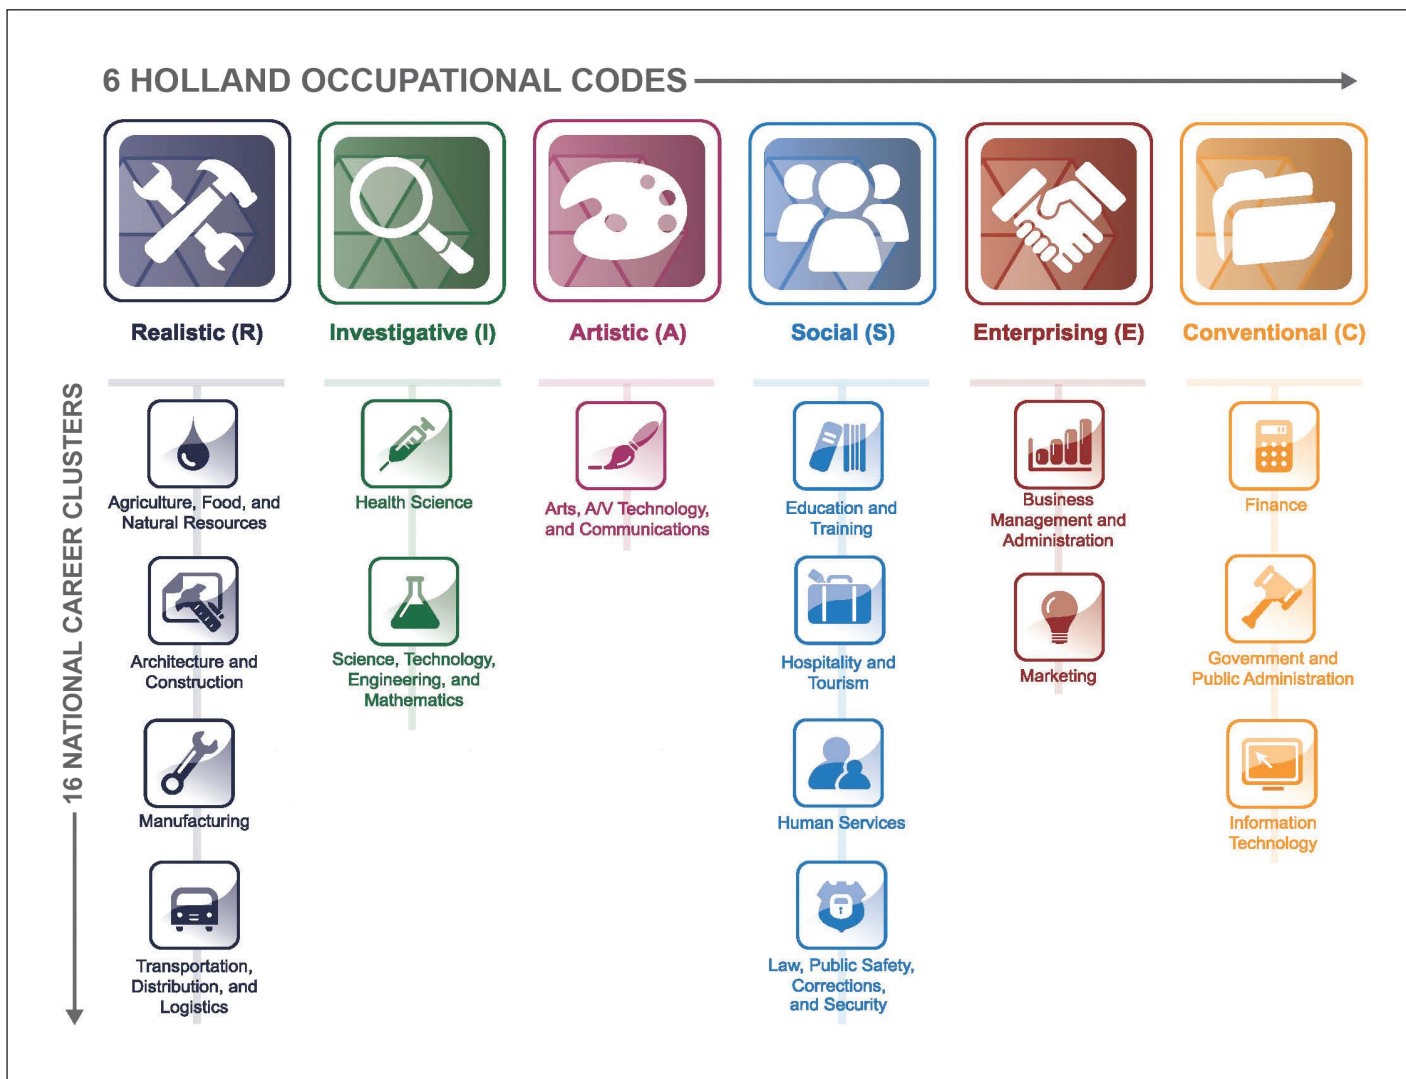 6 HOLLAND OCCUPATIONAL CODES
Realistic (R)
Investigative (I)
Artistic (A)
Social (S)
Enterprising (E)
Conventional (C)
16 NATIONAL CAREER CLUSTERS
Agriculture, Food, and
Natural Resources
Architecture and
Construction
Manufacturing
Transportation,
Distribution, and
Logistics
Health Science
Science, Technology,
Engineering, and
Mathematics
Arts, A/V Technology,
and Communications
Education and
Training
Hospitality and
Tourism
Human Services
Law, Public Safety,
Corrections,
and Security
Business
Management and
Administration
Marketing
Finance
Government and
Public Administration
Information
Technology